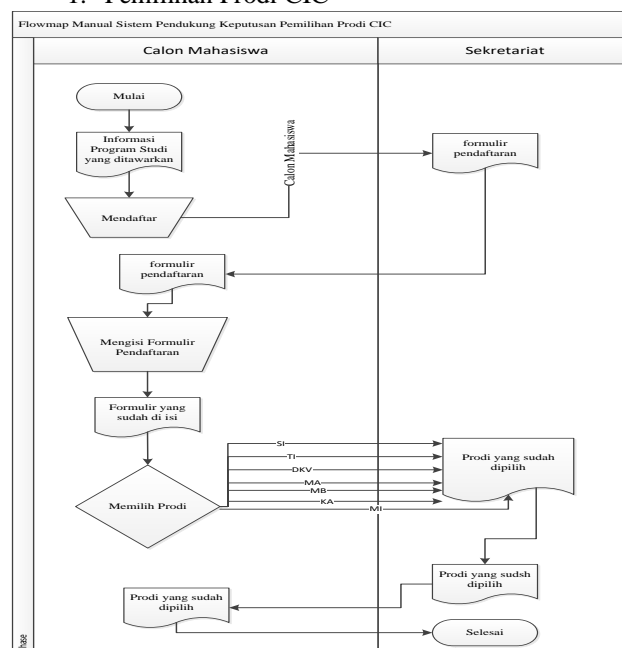 1. Pemilihan Prodi CIC
Flowmap Manual Sistem Pendukung Keputusan Pemilihan Prodi CIC
Calon Mahasiswa
Sekretariat
Mulai
Informasi
Program Studi
yang ditawarkan
Calon Mahasiswa
formulir
pendaftaran
Mendaftar
formulir
pendaftaran
Mengisi Formulir
Pendaftaran
Formulir yang
sudah di isi
SI
TI
DKV
MA
MB
KA
MI
Prodi yang sudah
dipilih
Memilih Prodi
Prodi yang sudsh
dipilih
Prodi yang sudah
dipilih
Selesai